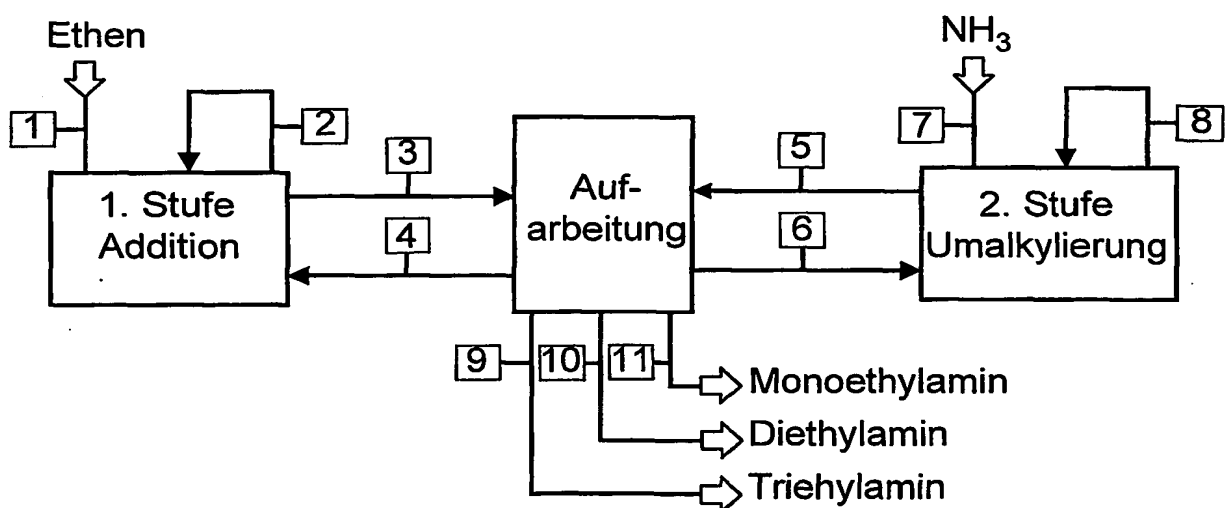 Ethen
NH₃
1
2
3
4
5
6
7
8
1. Stufe
Addition
Auf-
arbeitung
2. Stufe
Umalkylierung
9
10
11
Monoethylamin
Diethylamin
Triehylamin